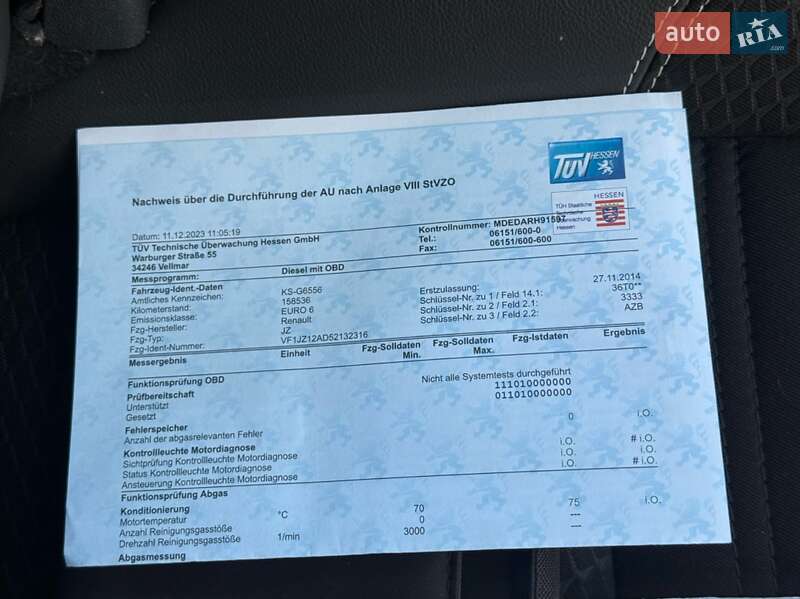 auto RIA .com
TÜV HESSEN
Nachweis über die Durchführung der AU nach Anlage VIII StVZO
HESSEN
TÜH Staatliche
Hessen
Datum: 11.12.2023 11:05:19
TÜV Technische Überwachung Hessen GmbH
Warburger Straße 55
34246 Vellmar
Kontrollnummer: MDEDARH91597
Tel.: 06151/600-0
Fax: 06151/600-600
Messprogramm: Diesel mit OBD
Fahrzeug-Ident.-Daten
Amtliches Kennzeichen: KS-G6556
Kilometerstand: 158536
Emissionsklasse: EURO 6
Fzg-Hersteller: Renault
Fzg-Typ: JZ
Fzg-Ident-Nummer: VF1JZ12AD52132316
Erstzulassung: 27.11.2014
Schlüssel-Nr. zu 1 / Feld 14.1: 36T0**
Schlüssel-Nr. zu 2 / Feld 2.1: 3333
Schlüssel-Nr. zu 3 / Feld 2.2: AZB
Messergebnis Einheit Fzg-Solldaten Min. Fzg-Solldaten Max. Fzg-Istdaten Ergebnis
Funktionsprüfung OBD
Prüfbereitschaft Nicht alle Systemtests durchgeführt
Unterstützt 111010000000
Gesetzt 011010000000
Fehlerspeicher
Anzahl der abgasrelevanten Fehler 0 i.O.
Kontrollleuchte Motordiagnose
Sichtprüfung Kontrollleuchte Motordiagnose i.O. # i.O.
Status Kontrollleuchte Motordiagnose i.O. i.O.
Ansteuerung Kontrollleuchte Motordiagnose i.O. # i.O.
Funktionsprüfung Abgas
Konditionierung
Motortemperatur °C 70 75 i.O.
Anzahl Reinigungsgasstöße 0 ---
Drehzahl Reinigungsgasstöße 1/min 3000 ---
Abgasmessung